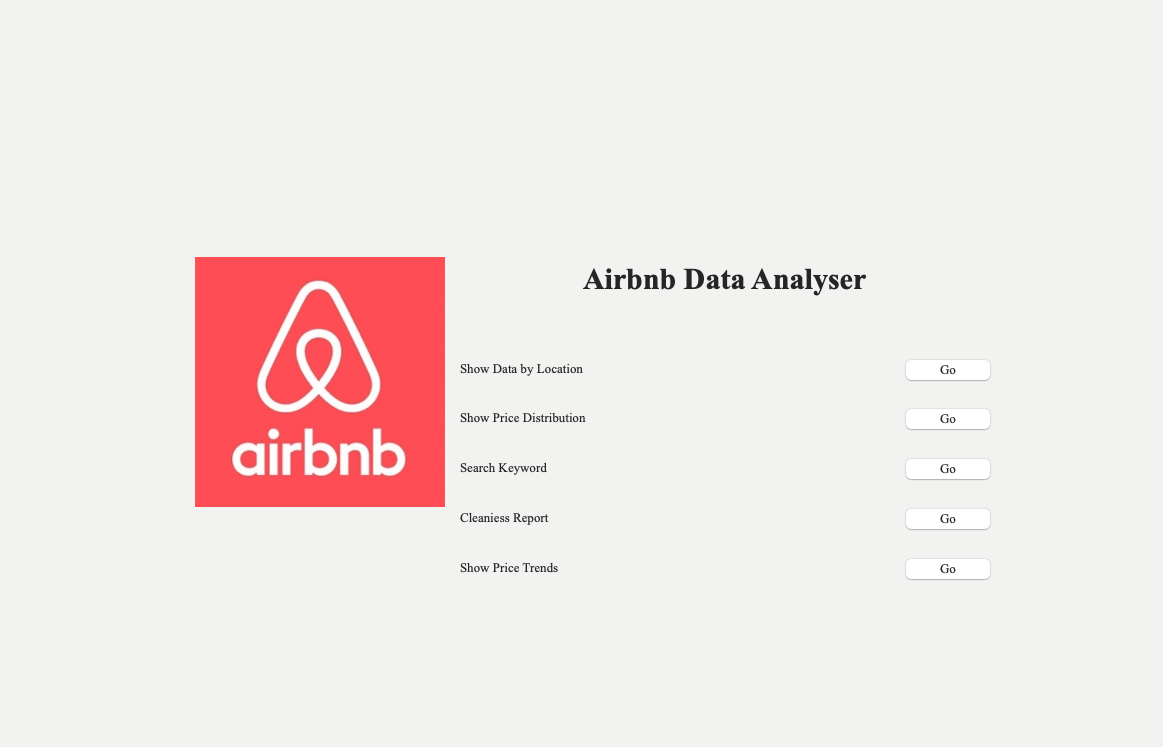 airbnb
Airbnb Data Analyser
Show Data by Location Go
Show Price Distribution Go
Search Keyword Go
Cleaniess Report Go
Show Price Trends Go